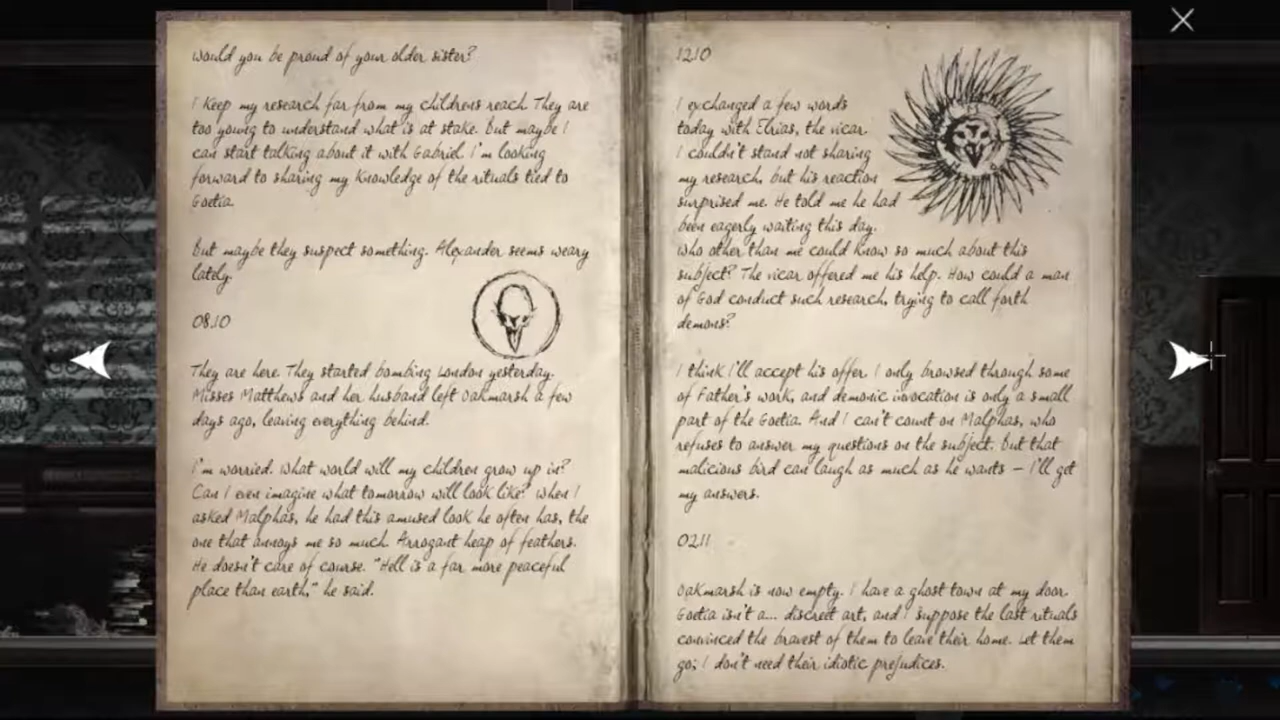 would you be proud of your older sister?
I keep my research far from my childrens reach. They are
too young to understand what is at stake. But maybe I
can start talking about it with Gabriel. I'm looking
forward to sharing my knowledge of the rituals tied to
Goetia.
But maybe they suspect something. Alexander seems weary
lately.
08.10
They are here. They started bombing London yesterday.
Misses Matthews and her husband left Oakmarsh a few
days ago, leaving everything behind.
I'm worried. What world will my children grow up in?
Can I even imagine what tomorrow will look like? When I
asked Malphas, he had this amused look he often has, the
one that annoys me so much. Arrogant heap of feathers.
He doesn't care of course. "Hell is a far more peaceful
place than earth," he said.
12.10
I exchanged a few words
today with Elrias, the vicar.
I couldn't stand not sharing
my research, but his reaction
surprised me. He told me he had
been eagerly waiting this day.
Who other than me could know so much about this
subject? The vicar offered me his help. How could a man
of God conduct such research, trying to call forth
demons?
I think I'll accept his offer. I only browsed through some
of Father's work, and demonic invocation is only a small
part of the Goetia. And I can't count on Malphas, who
refuses to answer my questions on the subject. But that
malicious bird can laugh as much as he wants – I'll get
my answers.
02.11
Oakmarsh is now empty. I have a ghost town at my door.
Goetia isn't a... discreet art, and I suppose the last rituals
convinced the bravest of them to leave their home. Let them
go; I don't need their idiotic prejudices.